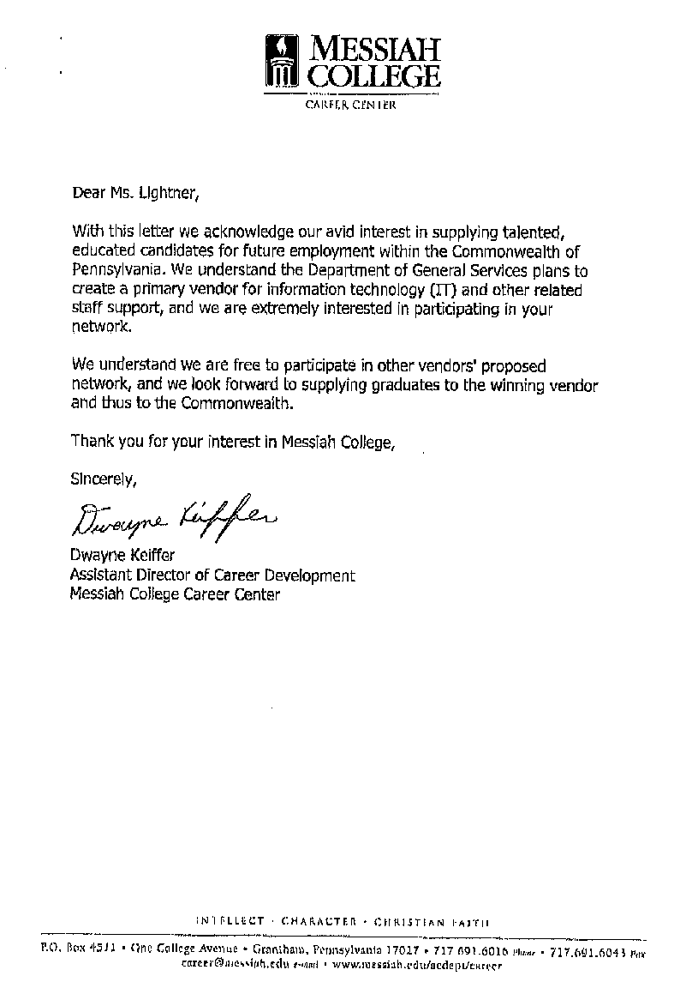 MESSIAH
COLLEGE
CAREER CENTER
Dear Ms. Lightner,
With this letter we acknowledge our avid interest in supplying talented,
educated candidates for future employment within the Commonwealth of
Pennsylvania. We understand the Department of General Services plans to
create a primary vendor for information technology (IT) and other related
staff support, and we are extremely interested in participating in your
network.
We understand we are free to participate in other vendors' proposed
network, and we look forward to supplying graduates to the winning vendor
and thus to the Commonwealth.
Thank you for your interest in Messiah College,
Sincerely,
Dwayne Keiffer
Dwayne Keiffer
Assistant Director of Career Development
Messiah College Career Center
INTELLECT · CHARACTER · CHRISTIAN FAITH
P.O. Box 4511 • One College Avenue • Grantham, Pennsylvania 17027 • 717.691.6016 Phone • 717.691.6043 Fax
career@messiah.edu e-mail • www.messiah.edu/acdept/career